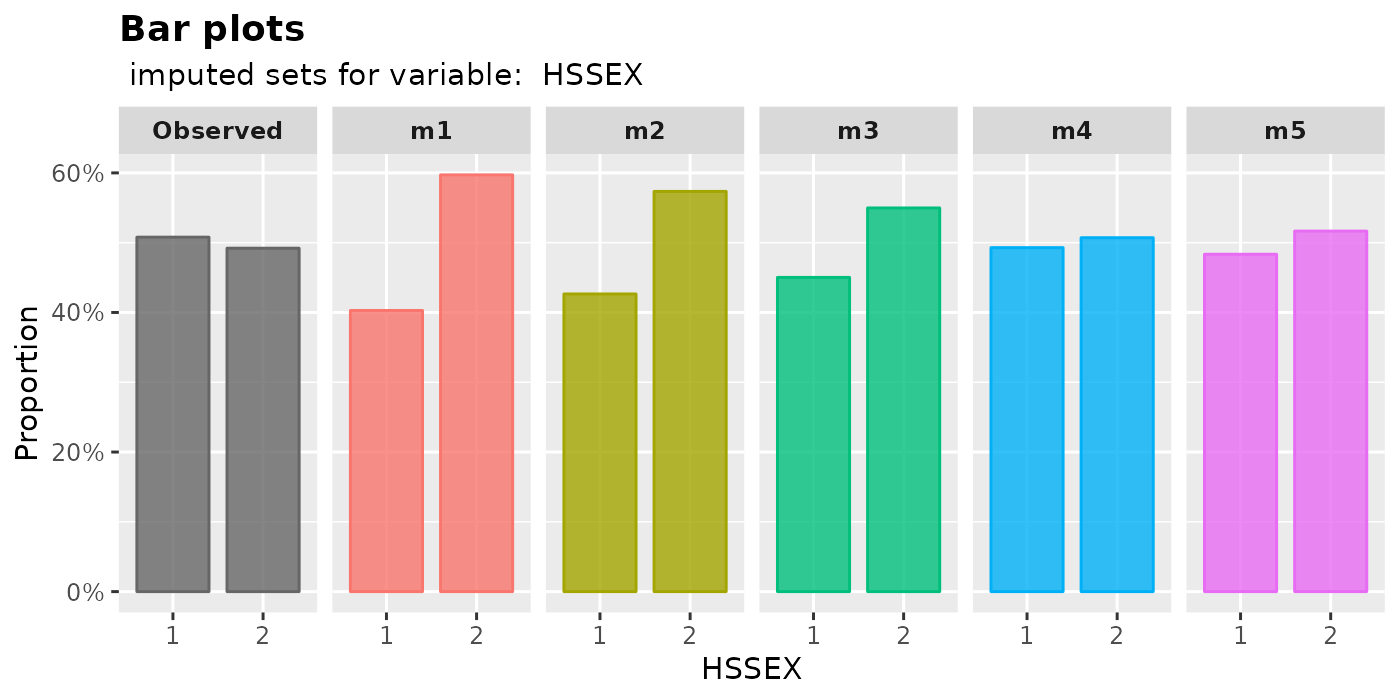 Bar plots
imputed sets for variable:  HSSEX
Observed m1 m2 m3 m4 m5
60%
40%
20%
0%
Proportion
1 2 1 2 1 2 1 2 1 2 1 2
HSSEX